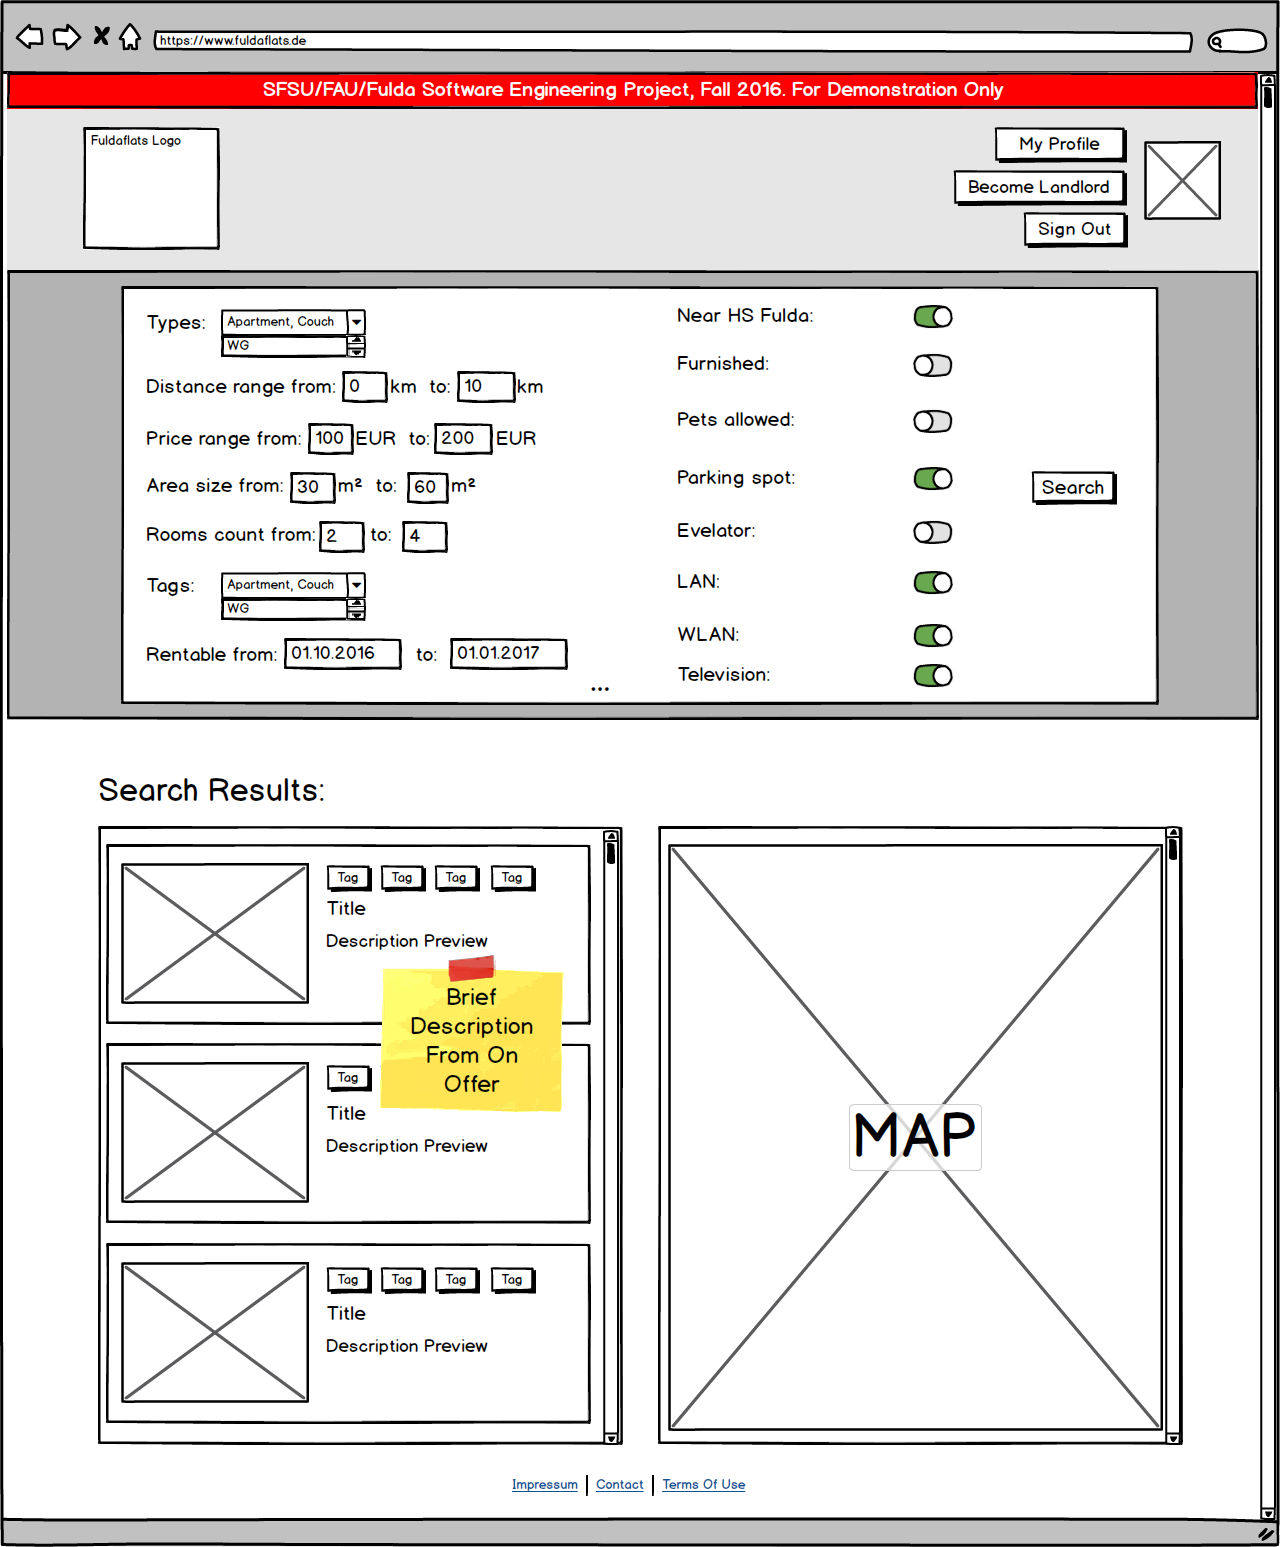 https://www.fuldaflats.de
SFSU/FAU/Fulda Software Engineering Project, Fall 2016. For Demonstration Only
Fuldaflats Logo
My Profile
Become Landlord
Sign Out
Types: Apartment, Couch
WG
Distance range from: 0 km to: 10 km
Price range from: 100 EUR to: 200 EUR
Area size from: 30 m² to: 60 m²
Rooms count from: 2 to: 4
Tags: Apartment, Couch
WG
Rentable from: 01.10.2016 to: 01.01.2017
...
Near HS Fulda:
Furnished:
Pets allowed:
Parking spot:
Evelator:
LAN:
WLAN:
Television:
Search
Search Results:
Tag Tag Tag Tag
Title
Description Preview
Brief
Description
From On
Offer
Tag
Title
Description Preview
Tag Tag Tag Tag
Title
Description Preview
MAP
Impressum | Contact | Terms Of Use